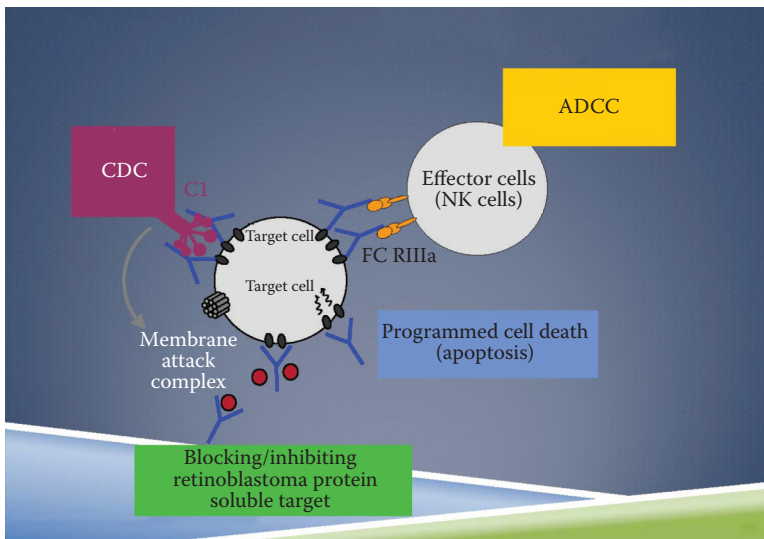 ADCC
CDC
C1
Effector cells
(NK cells)
Target cell
FC RIIIa
Target cell
Programmed cell death
(apoptosis)
Membrane
attack
complex
Blocking/inhibiting
retinoblastoma protein
soluble target